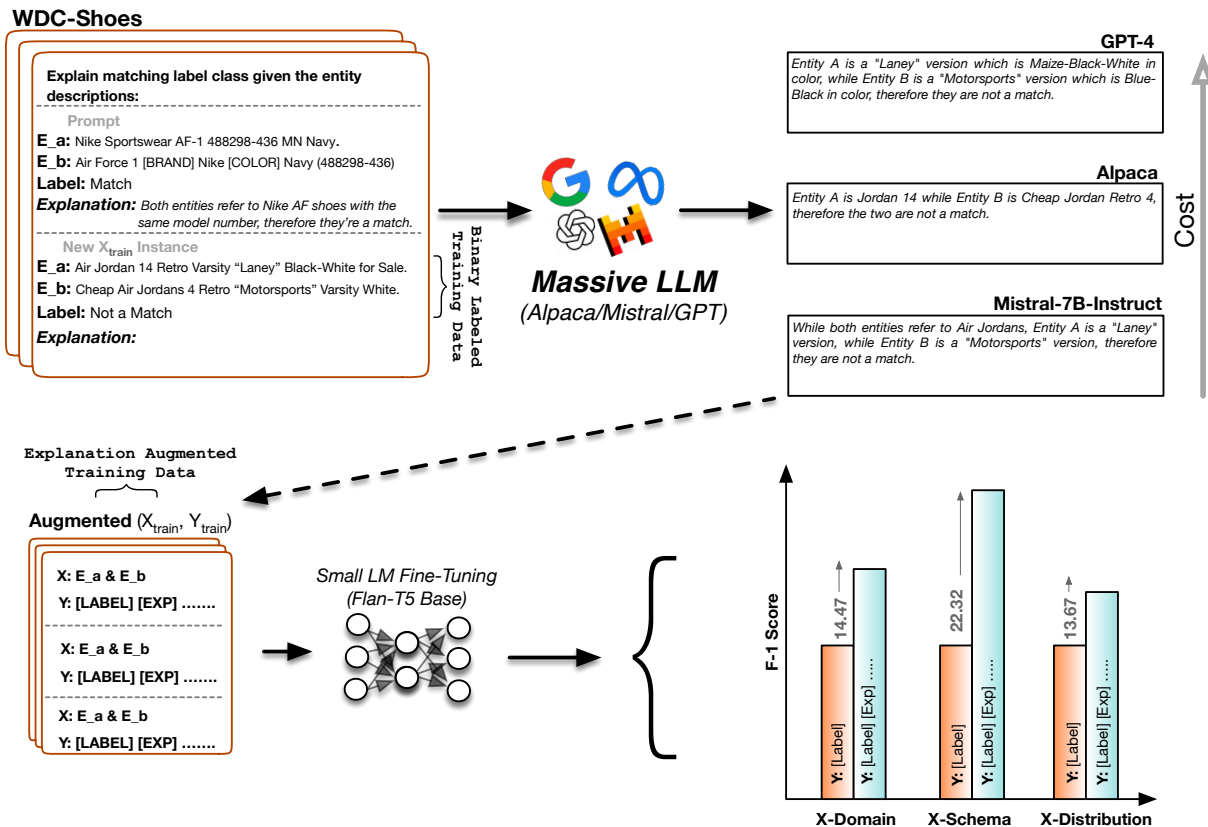 WDC-Shoes
Explain matching label class given the entity
descriptions:
Prompt
E_a: Nike Sportswear AF-1 488298-436 MN Navy.
E_b: Air Force 1 [BRAND] Nike [COLOR] Navy (488298-436)
Label: Match
Explanation: Both entities refer to Nike AF shoes with the
same model number, therefore they're a match.
New Xtrain Instance
E_a: Air Jordan 14 Retro Varsity “Laney” Black-White for Sale.
E_b: Cheap Air Jordans 4 Retro “Motorsports” Varsity White.
Label: Not a Match
Explanation:
Binary Labeled
Training Data
Massive LLM
(Alpaca/Mistral/GPT)
GPT-4
Entity A is a "Laney" version which is Maize-Black-White in
color, while Entity B is a "Motorsports" version which is Blue-
Black in color, therefore they are not a match.
Alpaca
Entity A is Jordan 14 while Entity B is Cheap Jordan Retro 4,
therefore the two are not a match.
Mistral-7B-Instruct
While both entities refer to Air Jordans, Entity A is a "Laney"
version, while Entity B is a "Motorsports" version, therefore
they are not a match.
Cost
Explanation Augmented
Training Data
Augmented (Xtrain, Ytrain)
X: E_a & E_b
Y: [LABEL] [EXP] .......
X: E_a & E_b
Y: [LABEL] [EXP] .......
X: E_a & E_b
Y: [LABEL] [EXP] .......
Small LM Fine-Tuning
(Flan-T5 Base)
F-1 Score
14.47
Y: [Label]
Y: [Label] [Exp] .....
22.32
Y: [Label]
Y: [Label] [Exp] .....
13.67
Y: [Label]
Y: [Label] [Exp] .....
X-Domain
X-Schema
X-Distribution